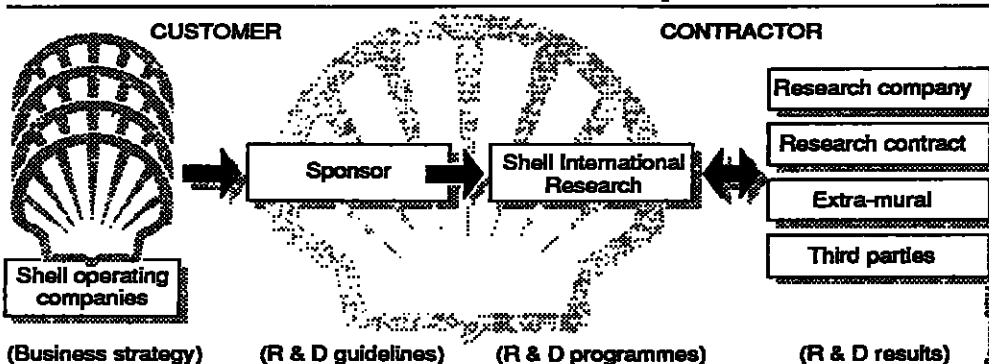 CUSTOMER
CONTRACTOR
Shell operating
companies
Sponsor
Shell International
Research
Research company
Research contract
Extra-mural
Third parties
(Business strategy)
(R & D guidelines)
(R & D programmes)
(R & D results)